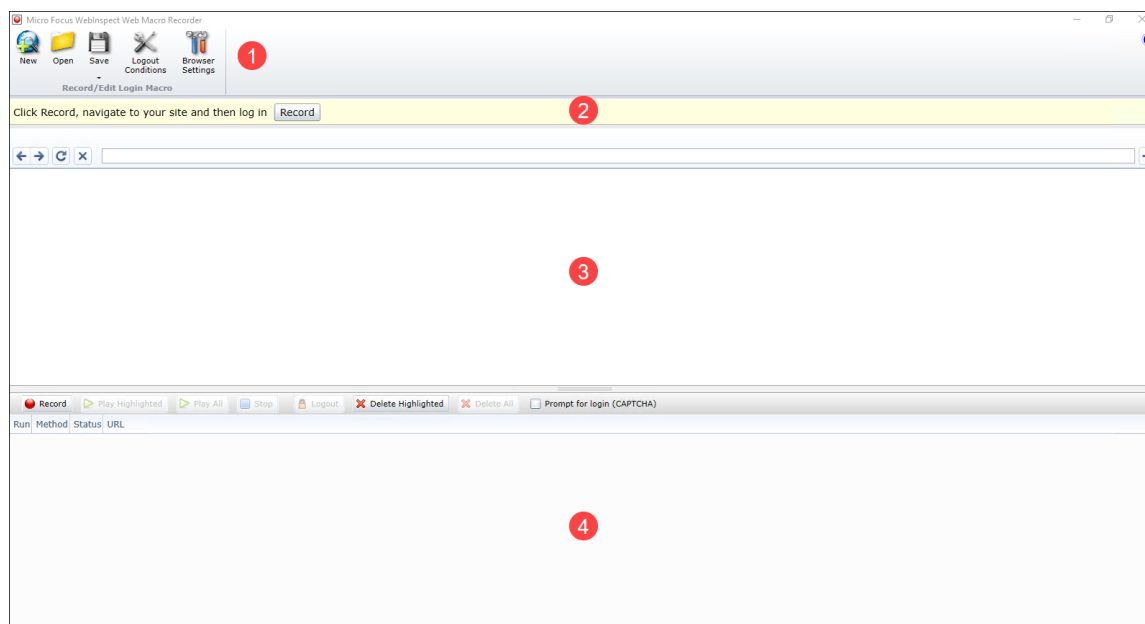 Micro Focus WebInspect Web Macro Recorder
New Open Save Logout Conditions Browser Settings
1
Record/Edit Login Macro
Click Record, navigate to your site and then log in Record
2
3
Record Play Highlighted Play All Stop Logout Delete Highlighted Delete All Prompt for login (CAPTCHA)
Run Method Status URL
4